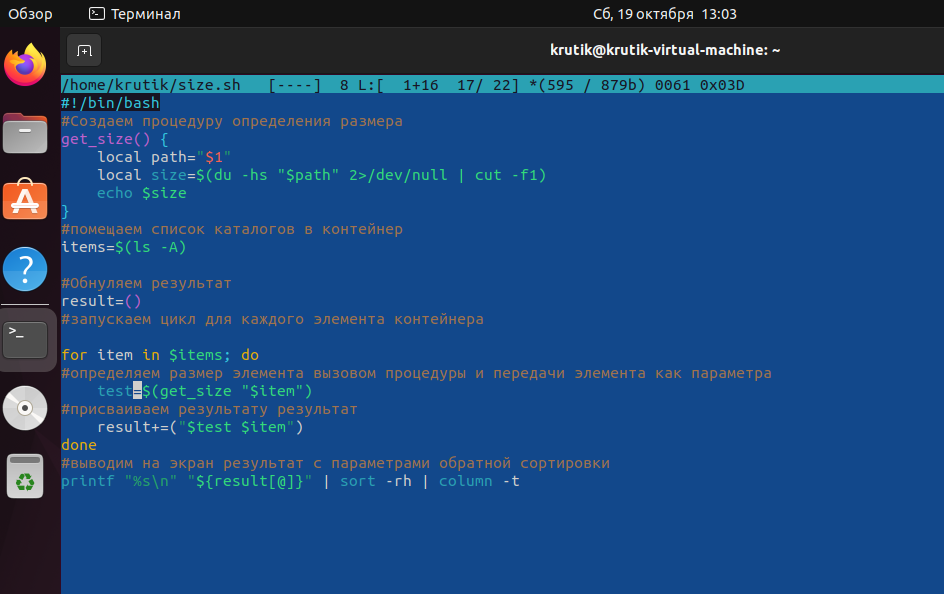 Обзор Терминал Сб, 19 октября 13:03
krutik@krutik-virtual-machine: ~
/home/krutik/size.sh [----] 8 L:[ 1+16 17/ 22] *(595 / 879b) 0061 0x03D
#!/bin/bash
#Создаем процедуру определения размера
get_size() {
    local path="$1"
    local size=$(du -hs "$path" 2>/dev/null | cut -f1)
    echo $size
}
#помещаем список каталогов в контейнер
items=$(ls -A)

#Обнуляем результат
result=()
#запускаем цикл для каждого элемента контейнера

for item in $items; do
#определяем размер элемента вызовом процедуры и передачи элемента как параметра
    test=$(get_size "$item")
#присваиваем результату результат
    result+=("$test $item")
done
#выводим на экран результат с параметрами обратной сортировки
printf "%s\n" "${result[@]}" | sort -rh | column -t